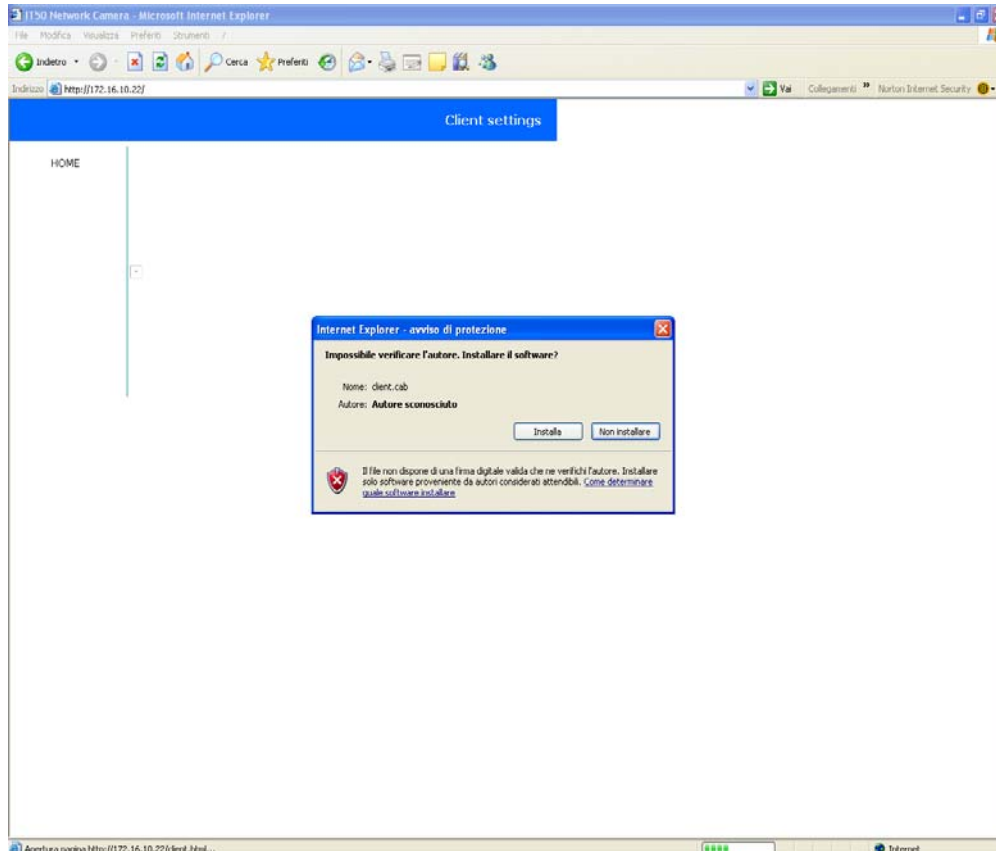 IT50 Network Camera - Microsoft Internet Explorer
File Modifica Visualizza Preferiti Strumenti ?
Indietro Cerca Preferiti
Indirizzo http://172.16.10.22/ Vai Collegamenti » Norton Internet Security
Client settings
HOME
Internet Explorer - avviso di protezione
Impossibile verificare l'autore. Installare il software?
Nome: client.cab
Autore: Autore sconosciuto
Installa Non installare
Il file non dispone di una firma digitale valida che ne verifichi l'autore. Installare
solo software proveniente da autori considerati attendibili. Come determinare
quale software installare
Apertura pagina http://172.16.10.22/client.html... Internet